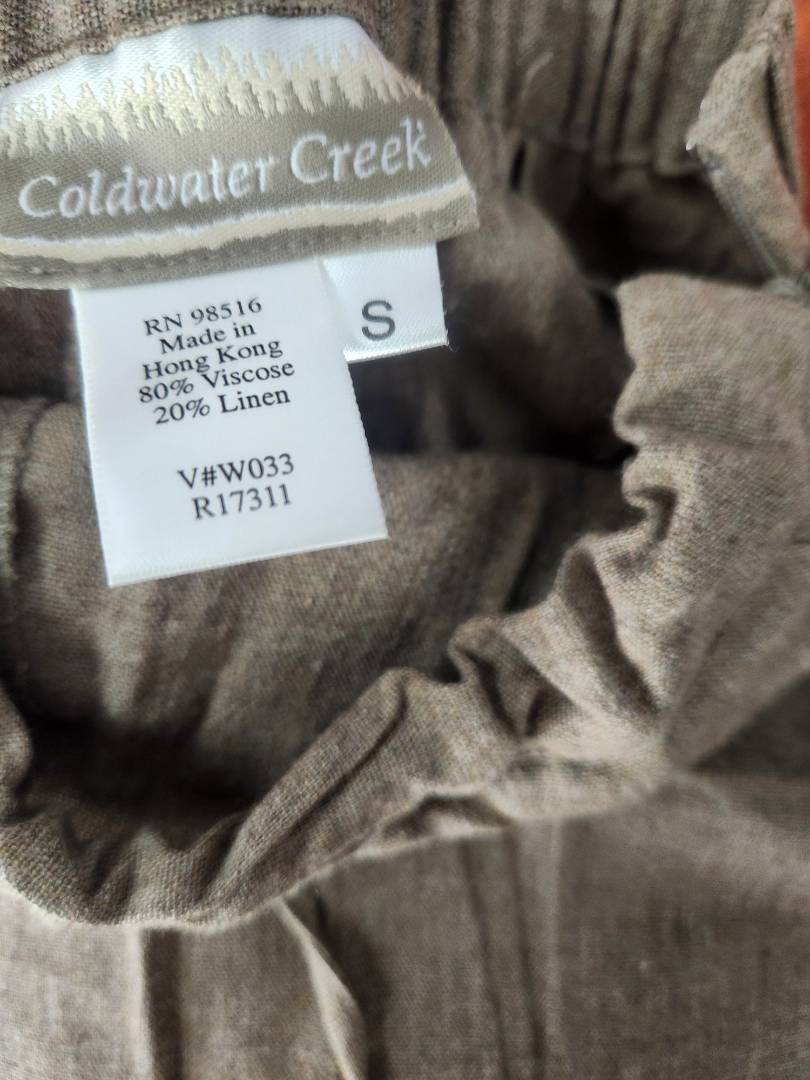 Coldwater Creek
S
RN 98516
Made in
Hong Kong
80% Viscose
20% Linen
V#W033
R17311